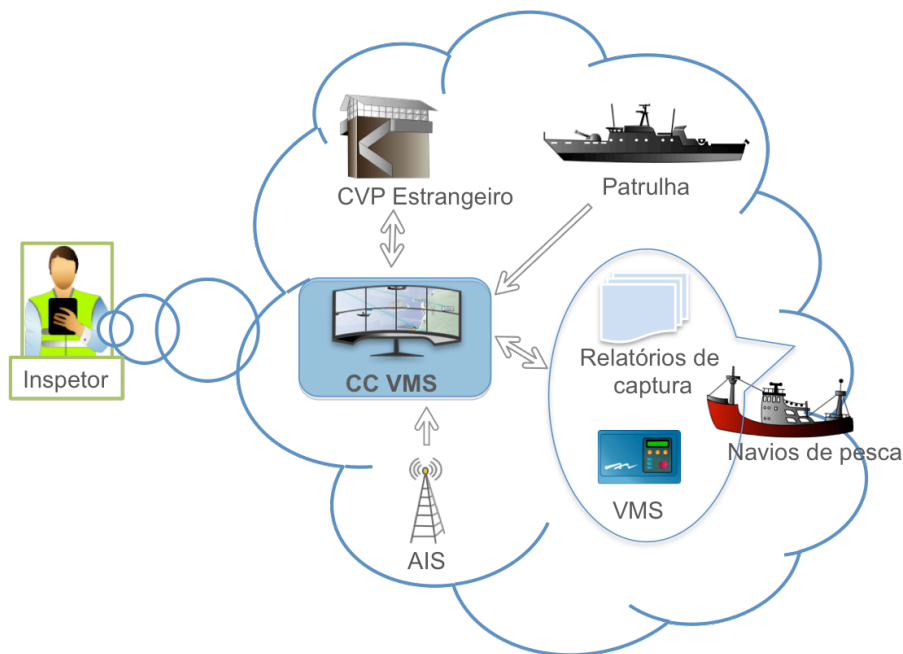 CVP Estrangeiro
Patrulha
Inspetor
CC VMS
Relatórios de
captura
Navios de pesca
VMS
AIS